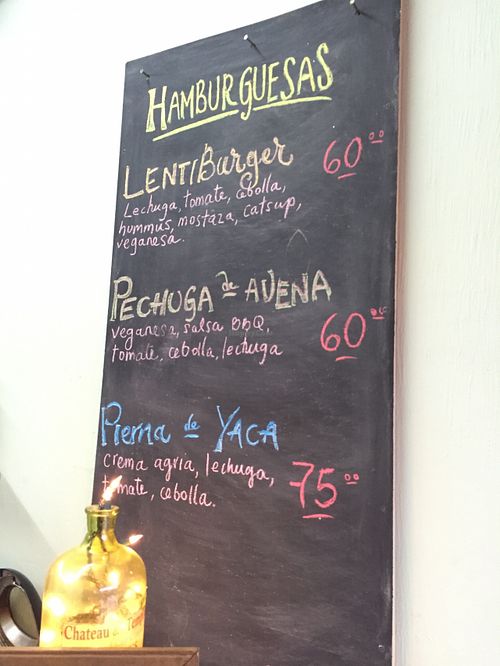 HAMBURGUESAS
LENTIBurger 60⁰⁰
Lechuga, tomate, cebolla,
hummus, mostaza, catsup,
veganesa.
PECHUGA de AVENA
veganesa, salsa BBQ, 60⁰⁰
tomate, cebolla, lechuga
Pierna de YACA
crema agria, lechuga, 75⁰⁰
tomate, cebolla.
Chateau